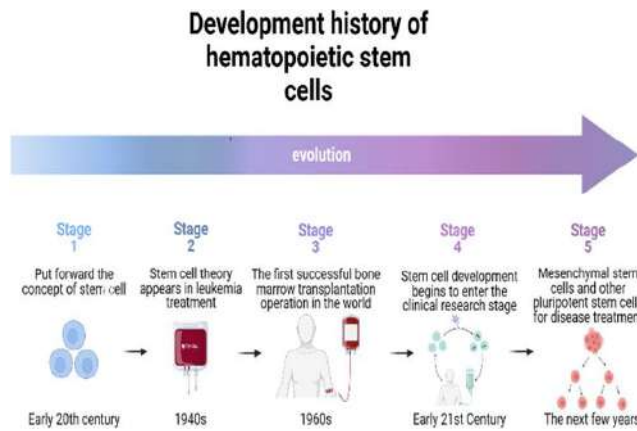 Development history of
hematopoietic stem
cells
evolution
Stage
1
Put forward the
concept of stem cell
Early 20th century
Stage
2
Stem cell theory
appears in leukemia
treatment
1940s
Stage
3
The first successful bone
marrow transplantation
operation in the world
1960s
Stage
4
Stem cell development
begins to enter the
clinical research stage
Early 21st Century
Stage
5
Mesenchymal stem
cells and other
pluripotent stem cell
for disease treatment
The next few years